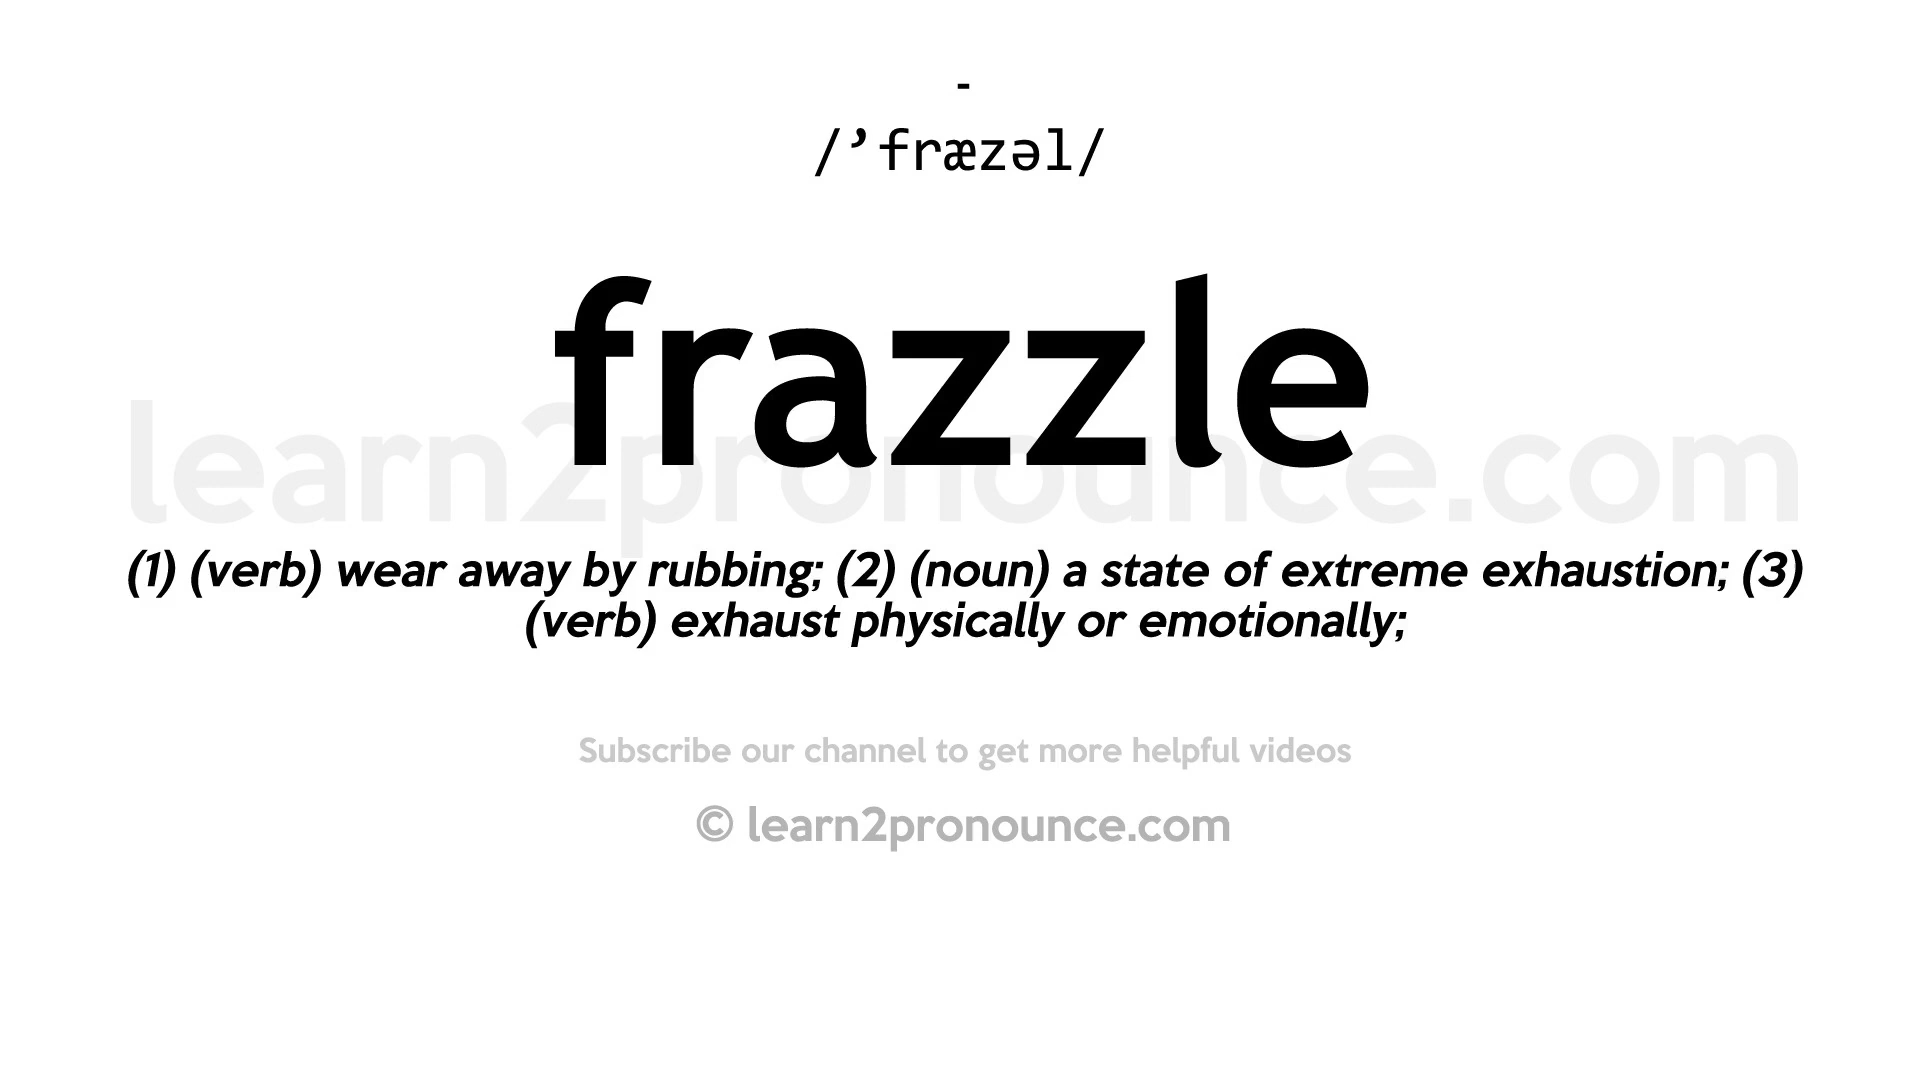 -
/’fræzəl/
frazzle
learn2pronounce.com
(1) (verb) wear away by rubbing; (2) (noun) a state of extreme exhaustion; (3)
(verb) exhaust physically or emotionally;
Subscribe our channel to get more helpful videos
© learn2pronounce.com